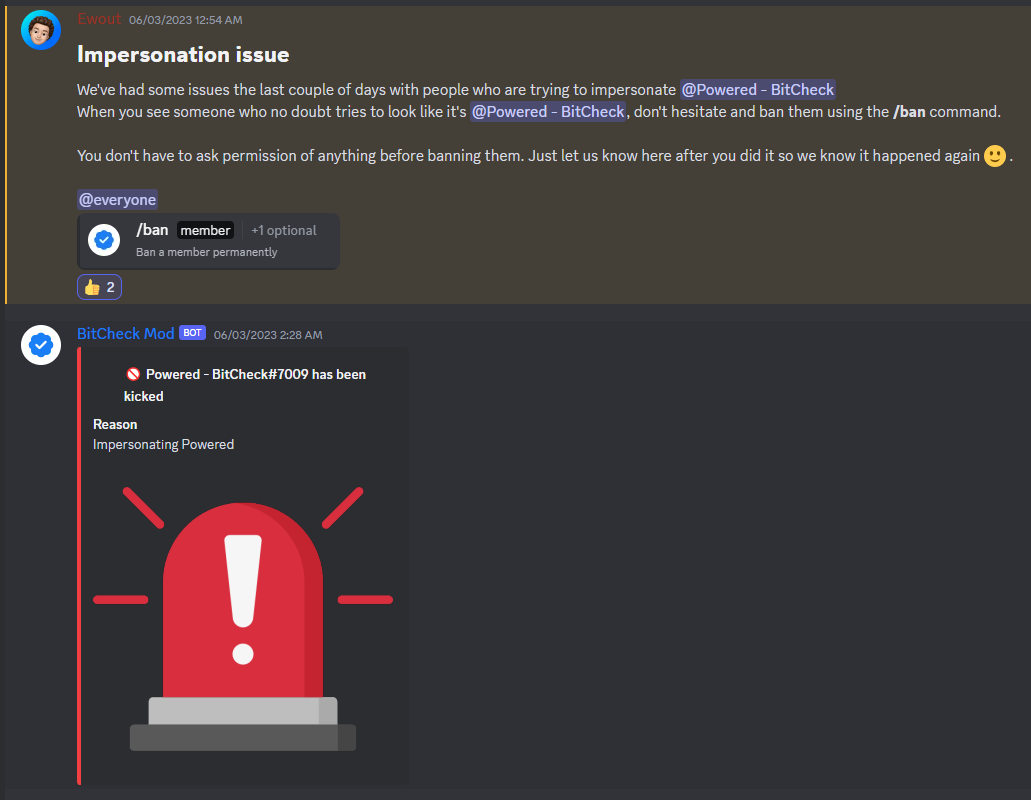 Ewout 06/03/2023 12:54 AM
Impersonation issue
We've had some issues the last couple of days with people who are trying to impersonate @Powered - BitCheck
When you see someone who no doubt tries to look like it's @Powered - BitCheck, don't hesitate and ban them using the /ban command.
You don't have to ask permission of anything before banning them. Just let us know here after you did it so we know it happened again 🙂.
@everyone
/ban member +1 optional
Ban a member permanently
👍 2
BitCheck Mod BOT 06/03/2023 2:28 AM
🚫 Powered - BitCheck#7009 has been
kicked
Reason
Impersonating Powered